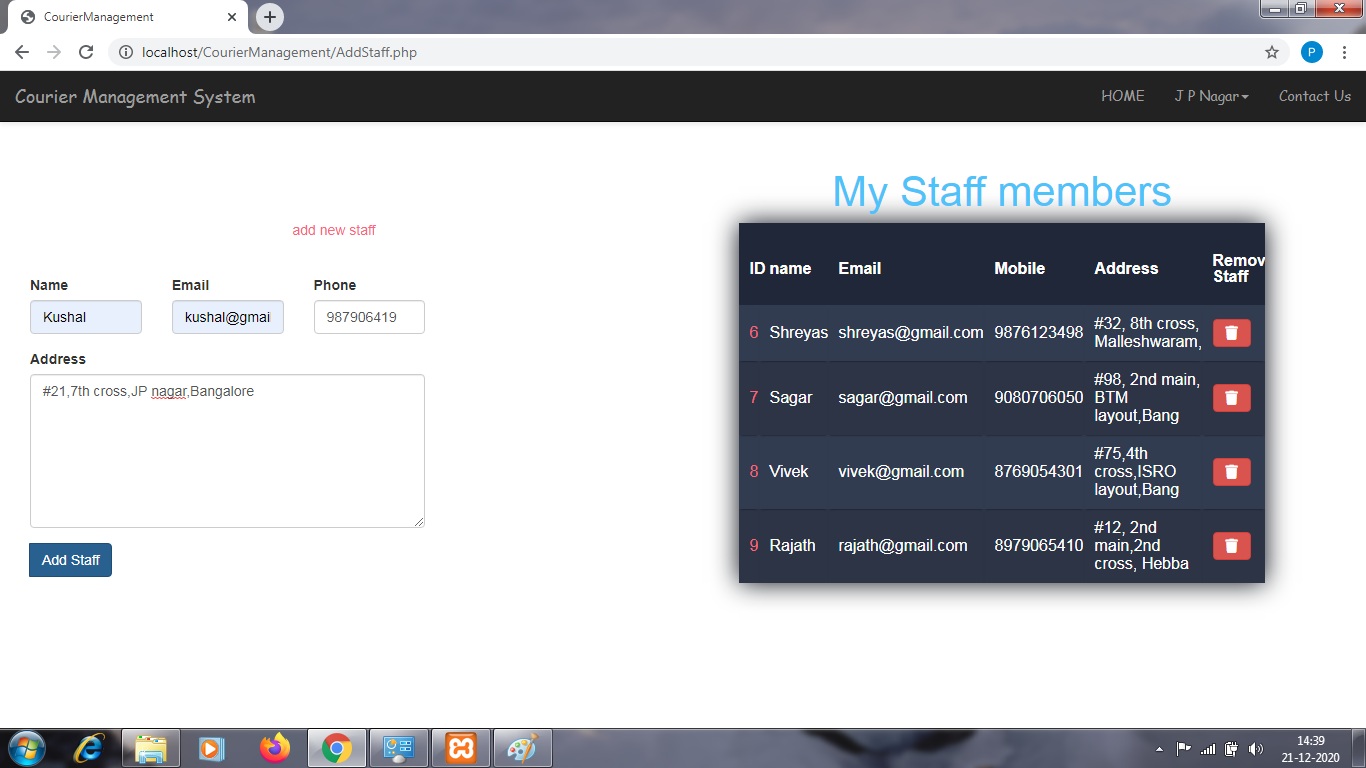 CourierManagement
localhost/CourierManagement/AddStaff.php
P
Courier Management System
HOME
J P Nagar
Contact Us
add new staff
Name
Email
Phone
Kushal
kushal@gmai
987906419
Address
#21,7th cross,JP nagar,Bangalore
Add Staff
My Staff members
ID name Email Mobile Address Remov
Staff
6 Shreyas shreyas@gmail.com 9876123498 #32, 8th cross,
Malleshwaram,
7 Sagar sagar@gmail.com 9080706050 #98, 2nd main,
BTM
layout,Bang
8 Vivek vivek@gmail.com 8769054301 #75,4th
cross,ISRO
layout,Bang
9 Rajath rajath@gmail.com 8979065410 #12, 2nd
main,2nd
cross, Hebba
14:39
21-12-2020